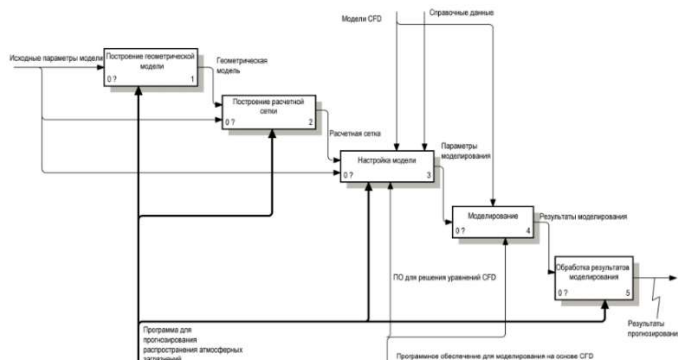 Модели CFD
Справочные данные
Исходные параметры модели
Построение геометрической
модели
0 ?
1
Геометрическая
модель
Построение расчетной
сетки
0 ?
2
Расчетная сетка
Настройка модели
0 ?
3
Параметры
моделирования
Моделирование
0 ?
4
Результаты моделирования
ПО для решения уравнений CFD
Обработка результатов
моделирования
0 ?
5
Результаты
прогнозирования
Программа для
прогнозирования
распространения атмосферных
загрязнений
Программное обеспечение для моделирования на основе CFD